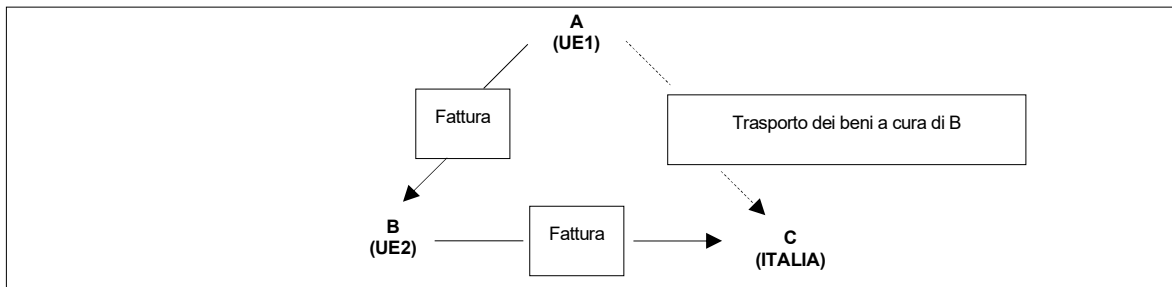 A
(UE1)
Fattura
Trasporto dei beni a cura di B
B
(UE2)
Fattura
C
(ITALIA)